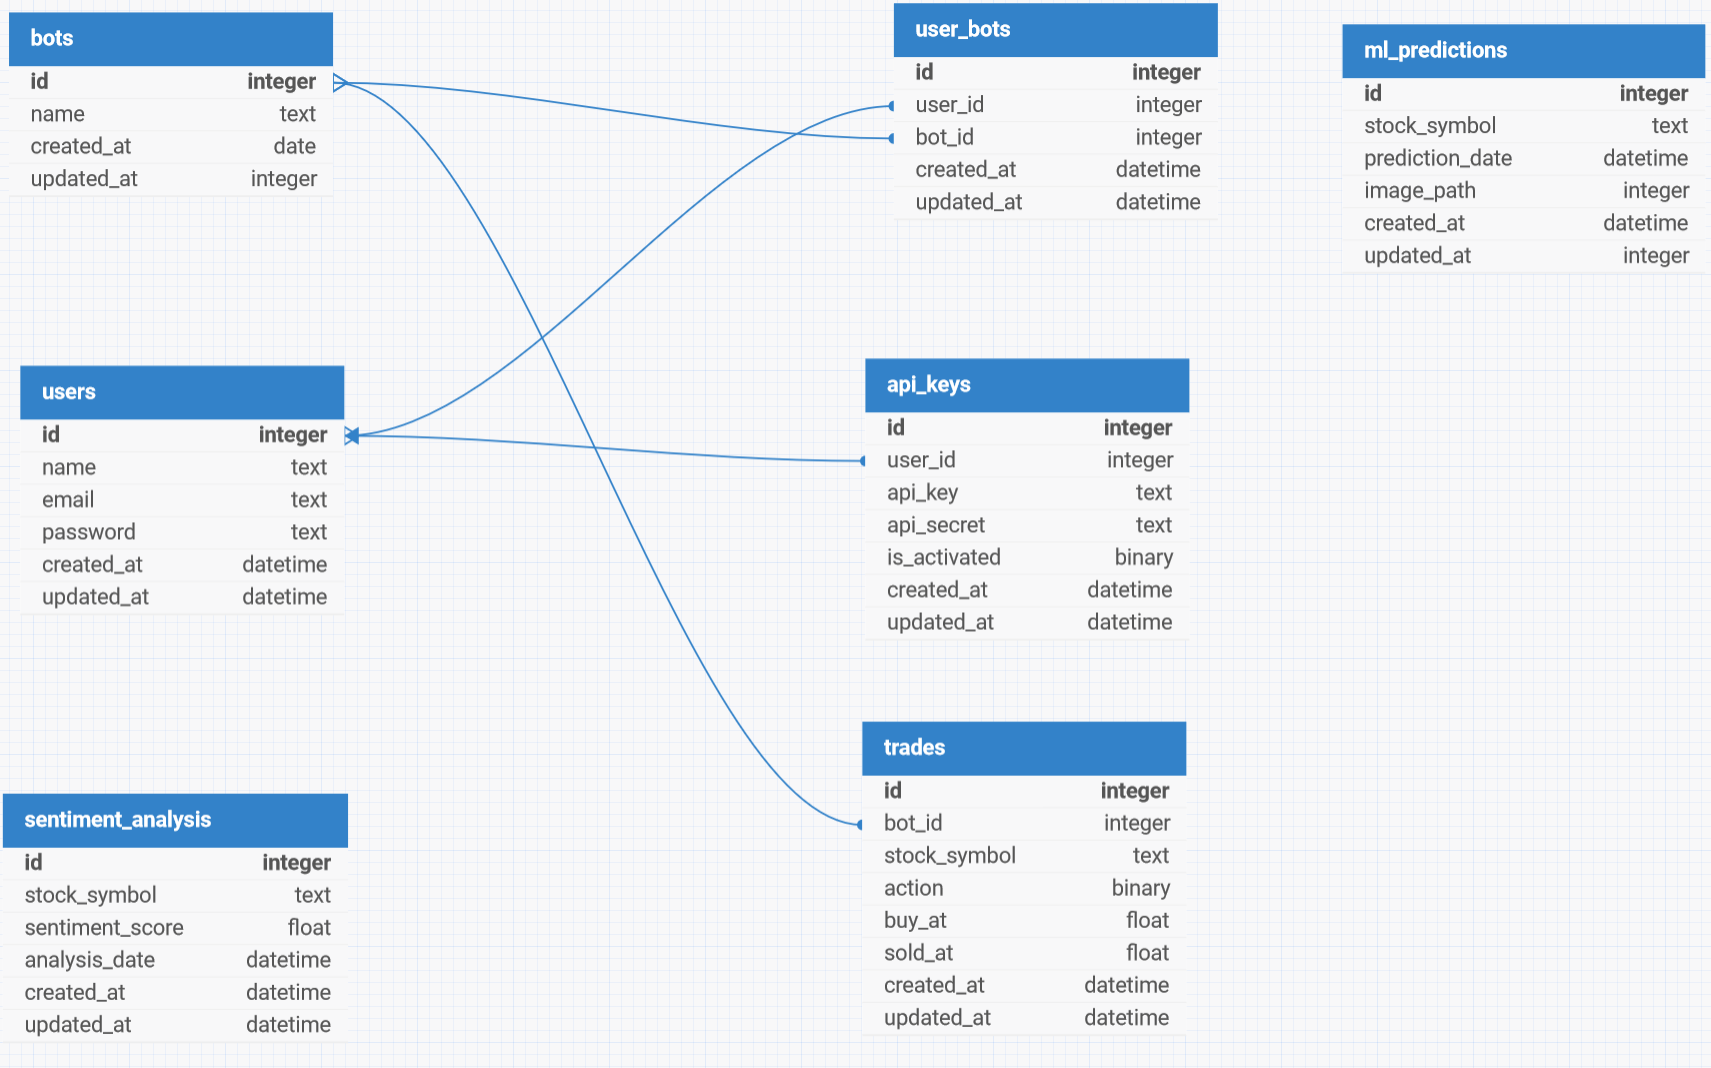 bots
id integer
name text
created_at date
updated_at integer
user_bots
id integer
user_id integer
bot_id integer
created_at datetime
updated_at datetime
ml_predictions
id integer
stock_symbol text
prediction_date datetime
image_path integer
created_at datetime
updated_at integer
users
id integer
name text
email text
password text
created_at datetime
updated_at datetime
api_keys
id integer
user_id integer
api_key text
api_secret text
is_activated binary
created_at datetime
updated_at datetime
sentiment_analysis
id integer
stock_symbol text
sentiment_score float
analysis_date datetime
created_at datetime
updated_at datetime
trades
id integer
bot_id integer
stock_symbol text
action binary
buy_at float
sold_at float
created_at datetime
updated_at datetime